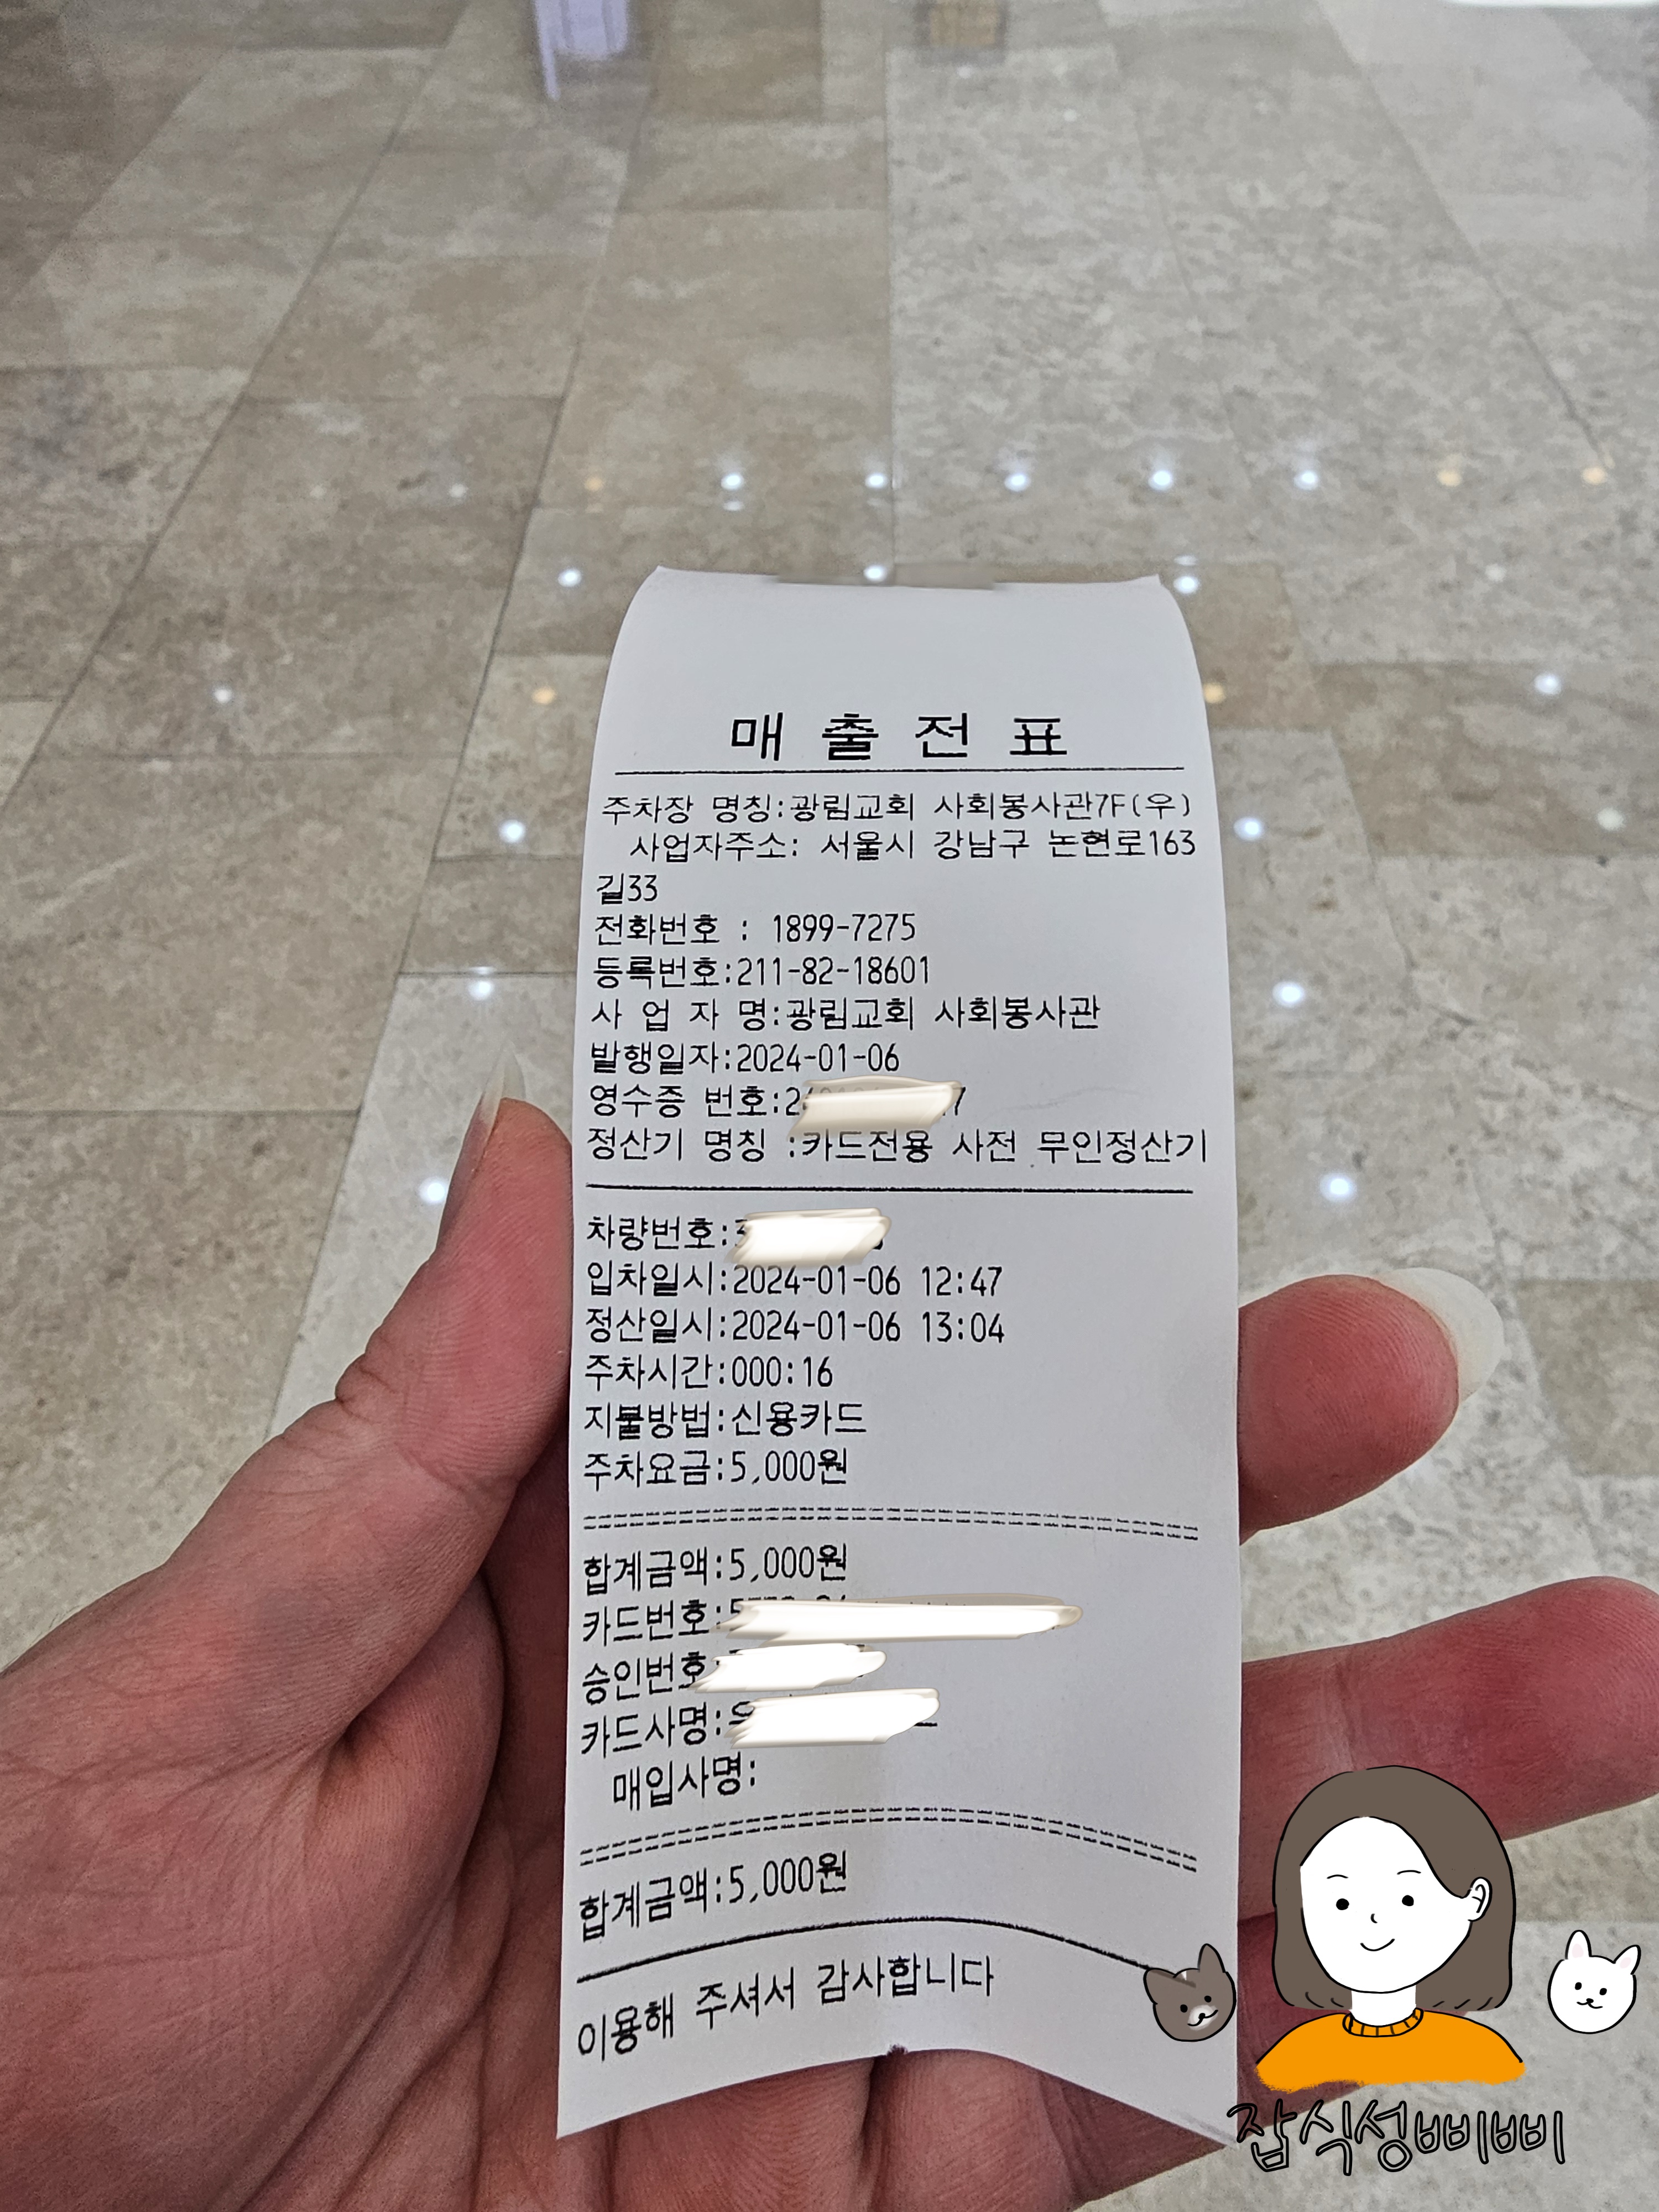 매 출 전 표
주차장 명칭:광림교회 사회봉사관7F(우)
사업자주소: 서울시 강남구 논현로163
길33
전화번호 : 1899-7275
등록번호:211-82-18601
사 업 자 명:광림교회 사회봉사관
발행일자:2024-01-06
영수증 번호:
정산기 명칭 :카드전용 사전 무인정산기
차량번호:
입차일시:2024-01-06 12:47
정산일시:2024-01-06 13:04
주차시간:000:16
지불방법:신용카드
주차요금:5,000원
합계금액:5,000원
카드번호:
승인번호
카드사명:
매입사명:
합계금액:5,000원
이용해 주셔서 감사합니다
잡식성삐삐